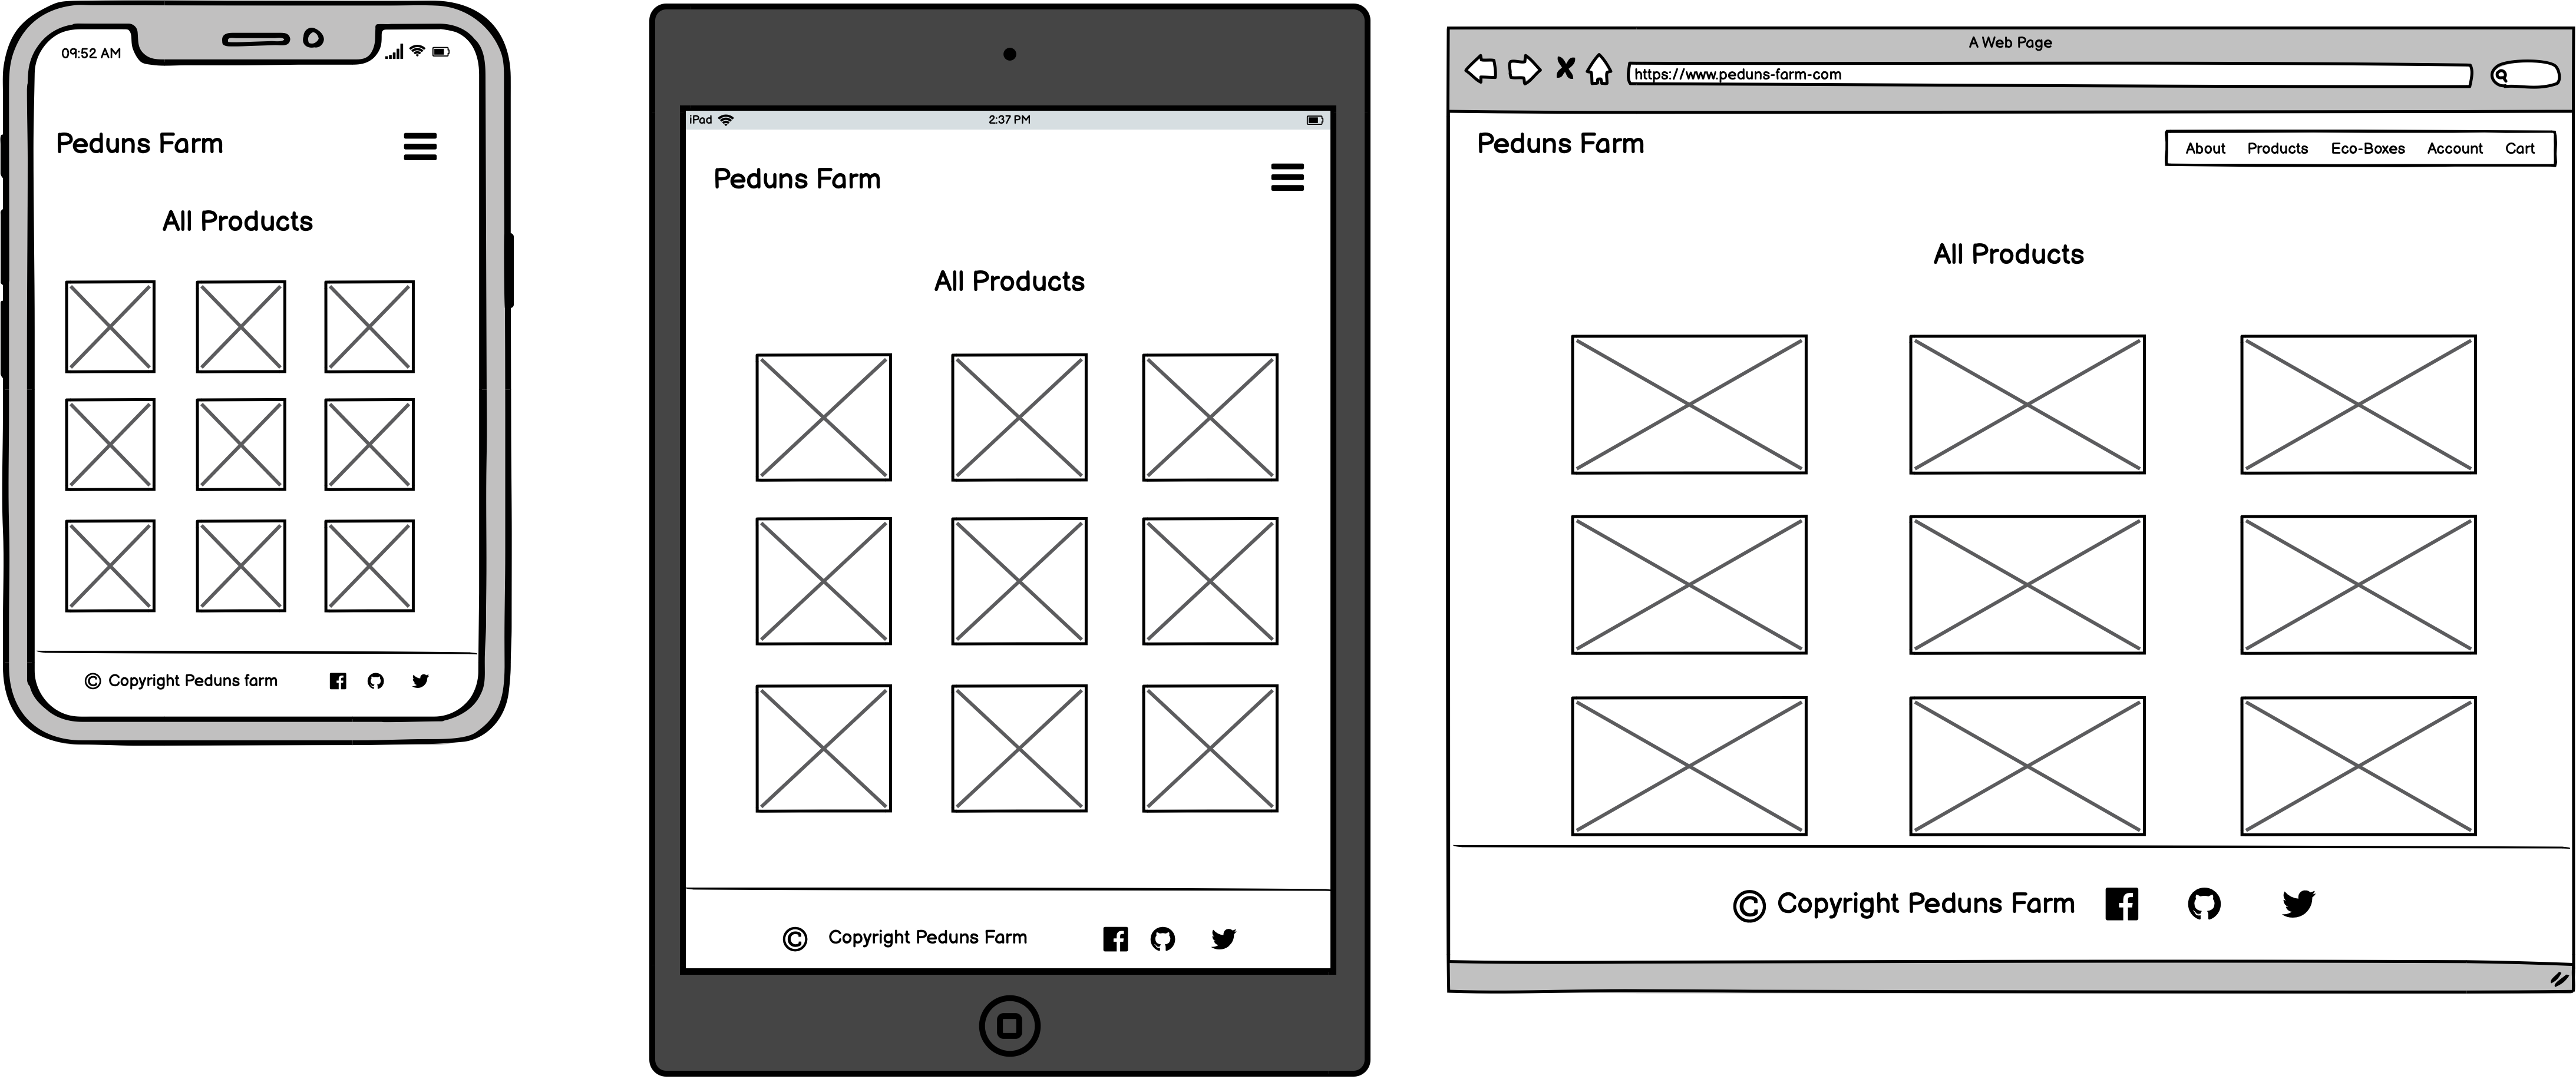 09:52 AM
Peduns Farm
All Products
© Copyright Peduns farm
iPad
2:37 PM
Peduns Farm
All Products
© Copyright Peduns Farm
A Web Page
https://www.peduns-farm-com
Peduns Farm
About Products Eco-Boxes Account Cart
All Products
© Copyright Peduns Farm